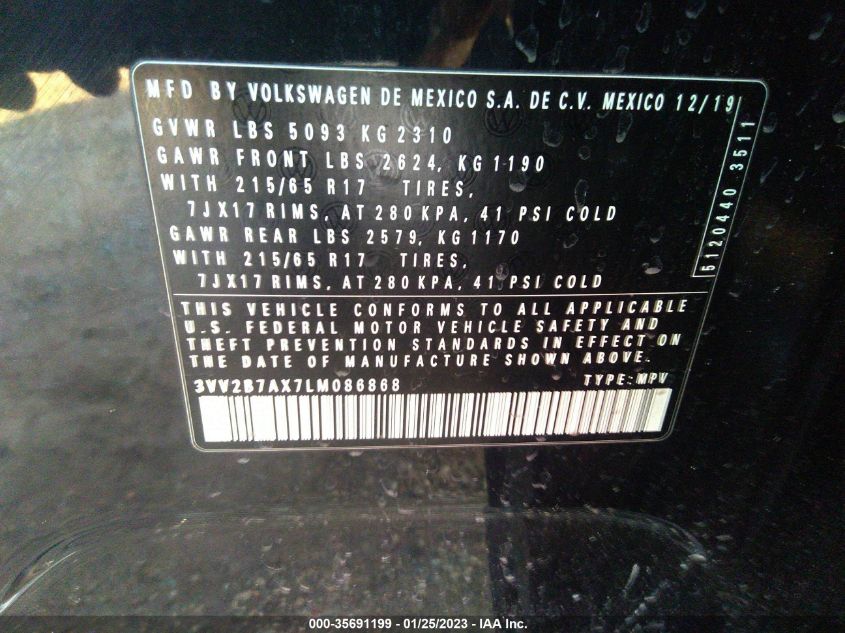 MFD BY VOLKSWAGEN DE MEXICO S.A. DE C.V. MEXICO 12/19
GVWR LBS 5093 KG 2310
GAWR FRONT LBS 2624, KG 1190
WITH 215/65 R17 TIRES,
7JX17 RIMS, AT 280 KPA, 41 PSI COLD
GAWR REAR LBS 2579, KG 1170
WITH 215/65 R17 TIRES,
7JX17 RIMS, AT 280 KPA, 41 PSI COLD
5120440 3511
THIS VEHICLE CONFORMS TO ALL APPLICABLE
U.S. FEDERAL MOTOR VEHICLE SAFETY AND
THEFT PREVENTION STANDARDS IN EFFECT ON
THE DATE OF MANUFACTURE SHOWN ABOVE.
3VV2B7AX7LM086868 TYPE: MPV
000-35691199 - 01/25/2023 - IAA Inc.